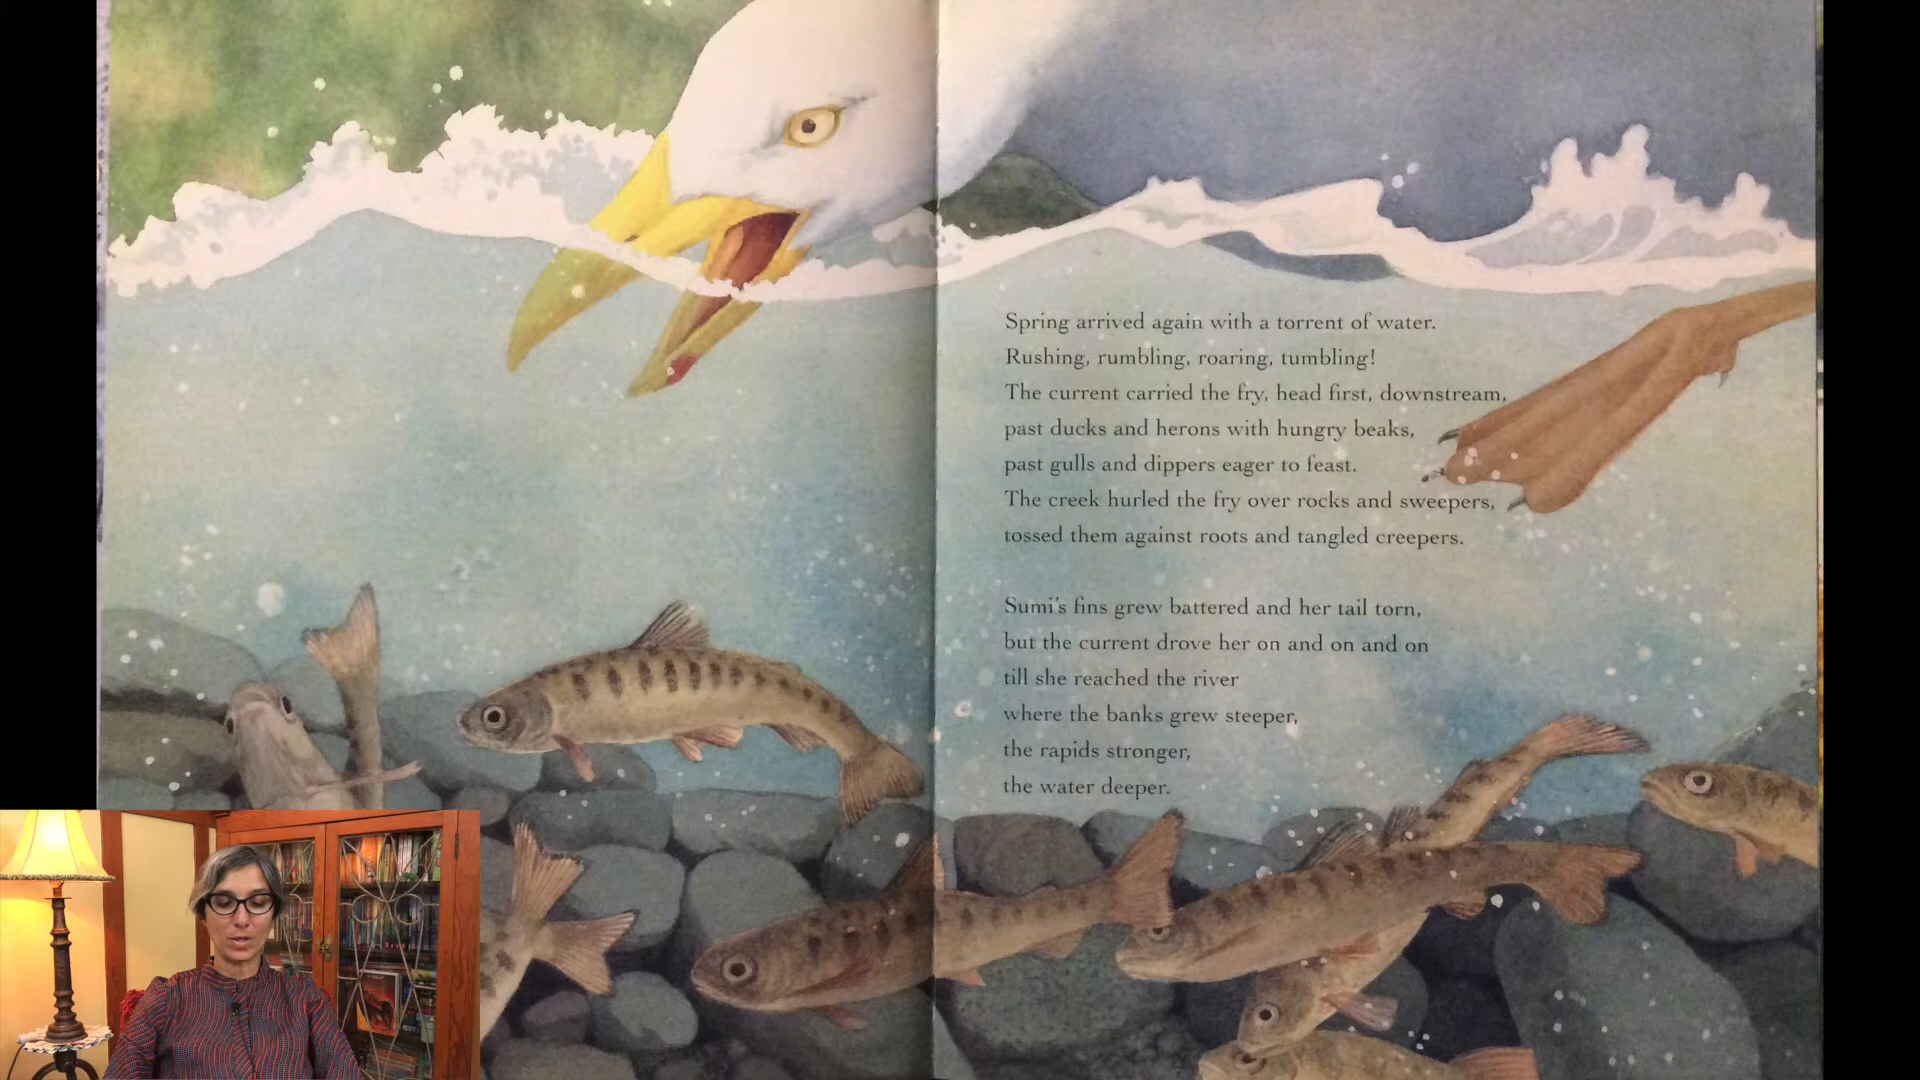 Spring arrived again with a torrent of water.
Rushing, rumbling, roaring, tumbling!
The current carried the fry, head first, downstream,
past ducks and herons with hungry beaks,
past gulls and dippers eager to feast.
The creek hurled the fry over rocks and sweepers,
tossed them against roots and tangled creepers.
Sumi's fins grew battered and her tail torn,
but the current drove her on and on and on
till she reached the river
where the banks grew steeper,
the rapids stronger,
the water deeper.